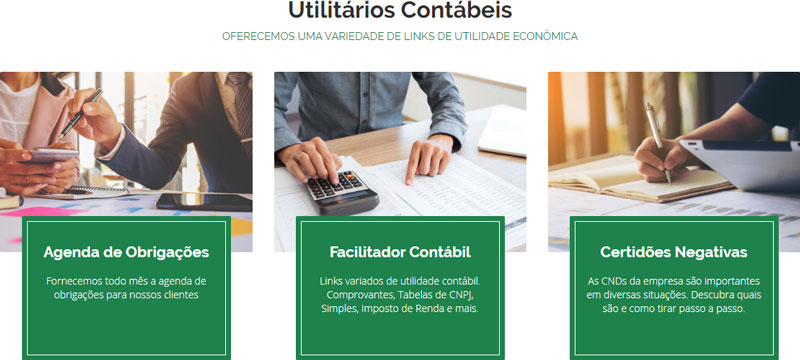 Utilitários Contábeis
OFERECEMOS UMA VARIEDADE DE LINKS DE UTILIDADE ECONÔMICA
Agenda de Obrigações
Fornecemos todo mês a agenda de
obrigações para nossos clientes
Facilitador Contábil
Links variados de utilidade contábil.
Comprovantes, Tabelas de CNPJ,
Simples, Imposto de Renda e mais.
Certidões Negativas
As CNDs da empresa são importantes
em diversas situações. Descubra quais
são e como tirar passo a passo.